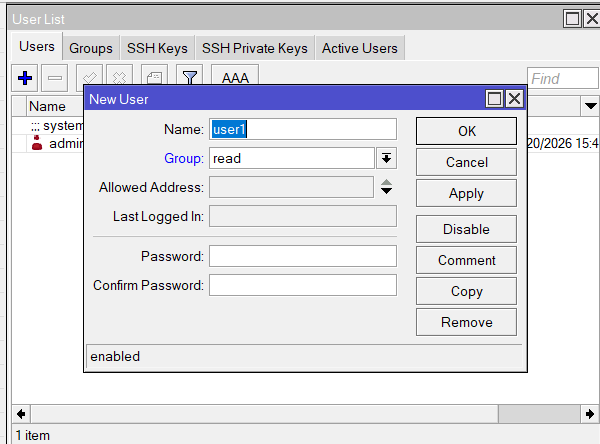 User List
Users Groups SSH Keys SSH Private Keys Active Users
AAA Find
Name
;;; system
admin 20/2026 15:4
New User
Name: user1 OK
Group: read Cancel
Allowed Address: Apply
Last Logged In:
Disable
Password: Comment
Confirm Password: Copy
Remove
enabled
1 item